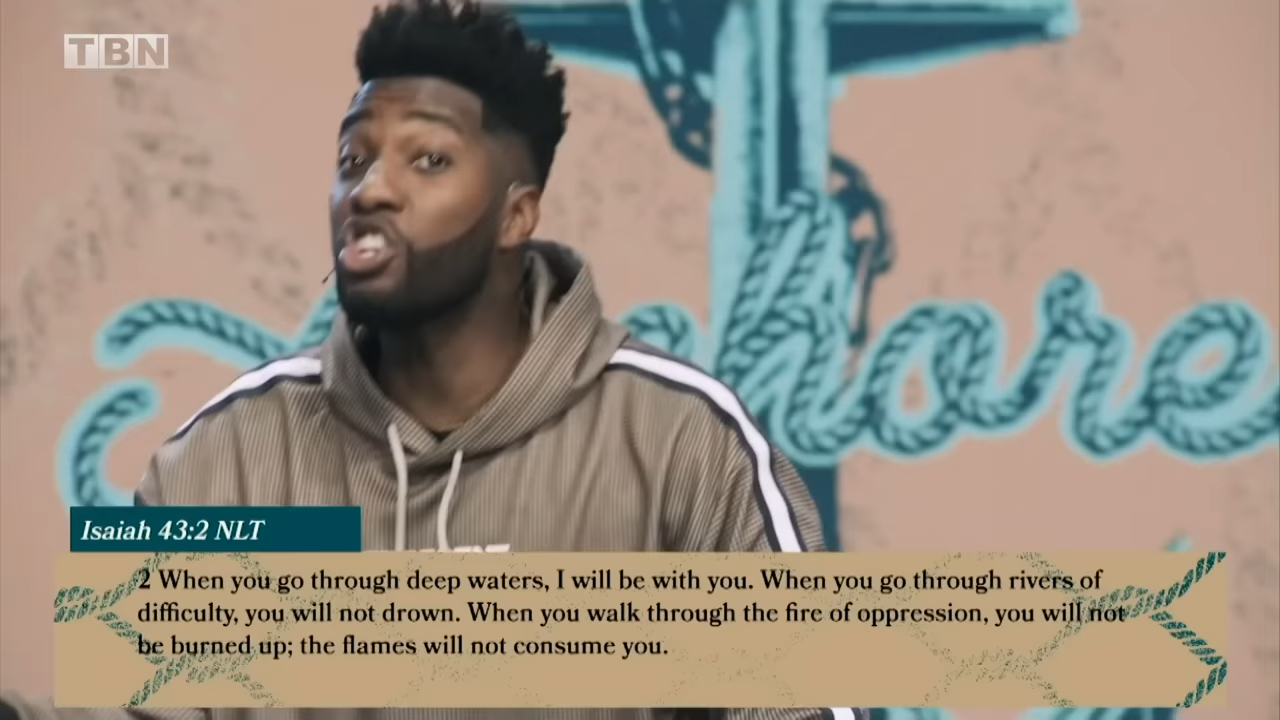 TBN
Isaiah 43:2 NLT
2 When you go through deep waters, I will be with you. When you go through rivers of
difficulty, you will not drown. When you walk through the fire of oppression, you will not
be burned up; the flames will not consume you.